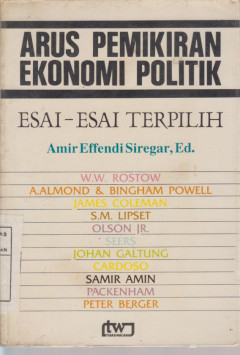 ARUS PEMIKIRAN
EKONOMI POLITIK
ESAI-ESAI TERPILIH
Amir Effendi Siregar, Ed.
W.W. ROSTOW
A.ALMOND & BINGHAM POWELL
JAMES COLEMAN
S.M. LIPSET
OLSON JR.
SEERS
JOHAN GALTUNG
CARDOSO
SAMIR AMIN
PACKENHAM
PETER BERGER
tw